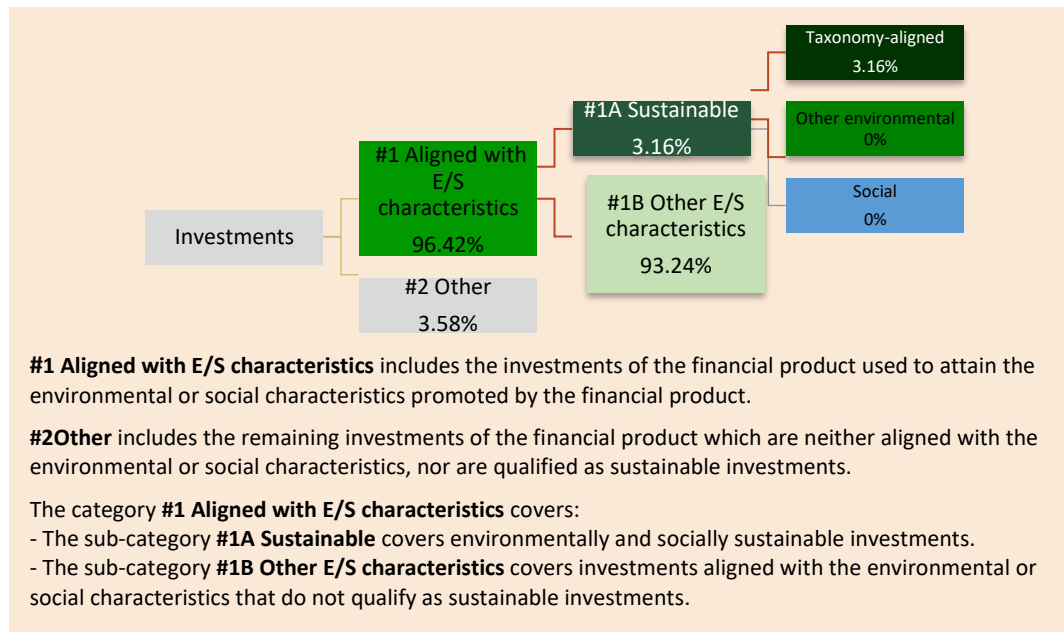 Investments
#1 Aligned with
E/S
characteristics
96.42%
#2 Other
3.58%
#1A Sustainable
3.16%
#1B Other E/S
characteristics
93.24%
Taxonomy-aligned
3.16%
Other environmental
0%
Social
0%
#1 Aligned with E/S characteristics includes the investments of the financial product used to attain the
environmental or social characteristics promoted by the financial product.
#2Other includes the remaining investments of the financial product which are neither aligned with the
environmental or social characteristics, nor are qualified as sustainable investments.
The category #1 Aligned with E/S characteristics covers:
- The sub-category #1A Sustainable covers environmentally and socially sustainable investments.
- The sub-category #1B Other E/S characteristics covers investments aligned with the environmental or
social characteristics that do not qualify as sustainable investments.